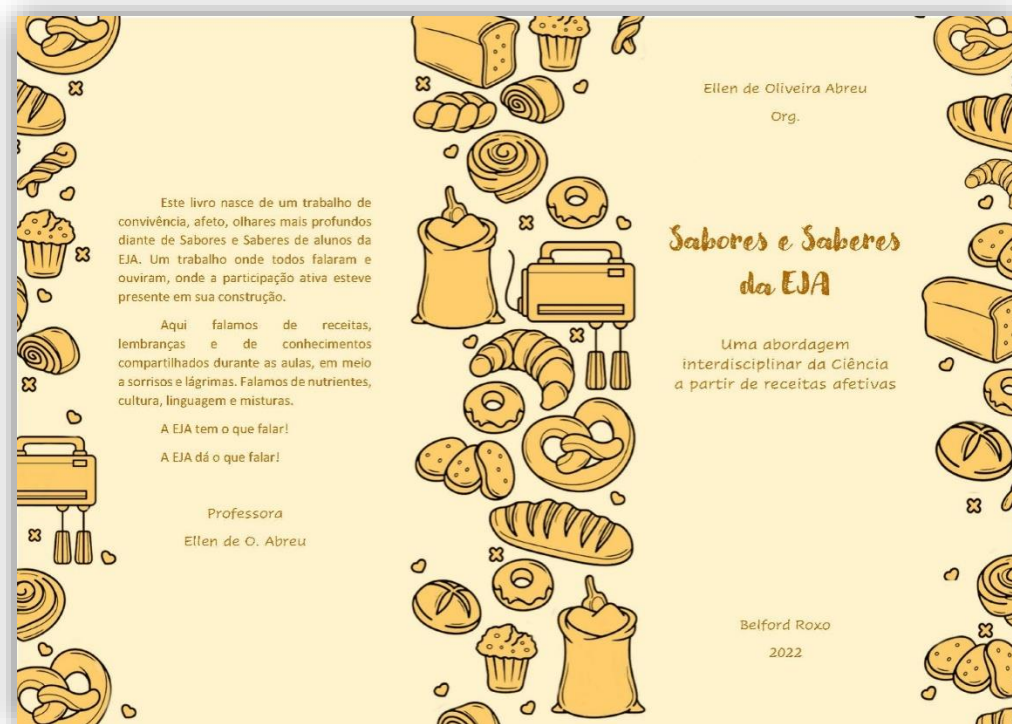 Este livro nasce de um trabalho de
convivência, afeto, olhares mais profundos
diante de Sabores e Saberes de alunos da
EJA. Um trabalho onde todos falaram e
ouviram, onde a participação ativa esteve
presente em sua construção.
Aqui falamos de receitas,
lembranças e de conhecimentos
compartilhados durante as aulas, em meio
a sorrisos e lágrimas. Falamos de nutrientes,
cultura, linguagem e misturas.
A EJA tem o que falar!
A EJA dá o que falar!
Professora
Ellen de O. Abreu
Ellen de Oliveira Abreu
Org.
Sabores e Saberes
da EJA
Uma abordagem
interdisciplinar da Ciência
a partir de receitas afetivas
Belford Roxo
2022